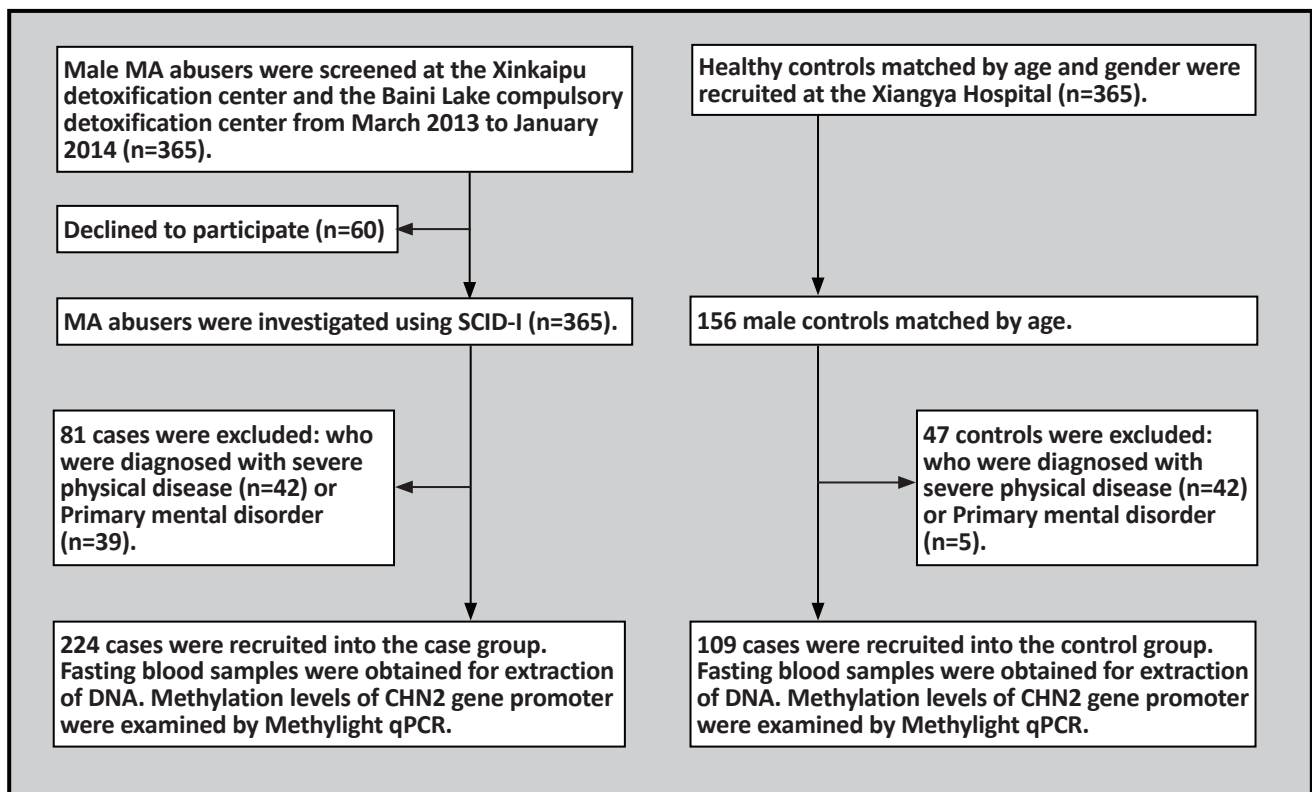 Male MA abusers were screened at the Xinkaipu
detoxification center and the Baini Lake compulsory
detoxification center from March 2013 to January
2014 (n=365).
Declined to participate (n=60)
MA abusers were investigated using SCID-I (n=365).
81 cases were excluded: who
were diagnosed with severe
physical disease (n=42) or
Primary mental disorder
(n=39).
224 cases were recruited into the case group.
Fasting blood samples were obtained for extraction
of DNA. Methylation levels of CHN2 gene promoter
were examined by Methylight qPCR.
Healthy controls matched by age and gender were
recruited at the Xiangya Hospital (n=365).
156 male controls matched by age.
47 controls were excluded:
who were diagnosed with
severe physical disease (n=42)
or Primary mental disorder
(n=5).
109 cases were recruited into the control group.
Fasting blood samples were obtained for extraction
of DNA. Methylation levels of CHN2 gene promoter
were examined by Methylight qPCR.